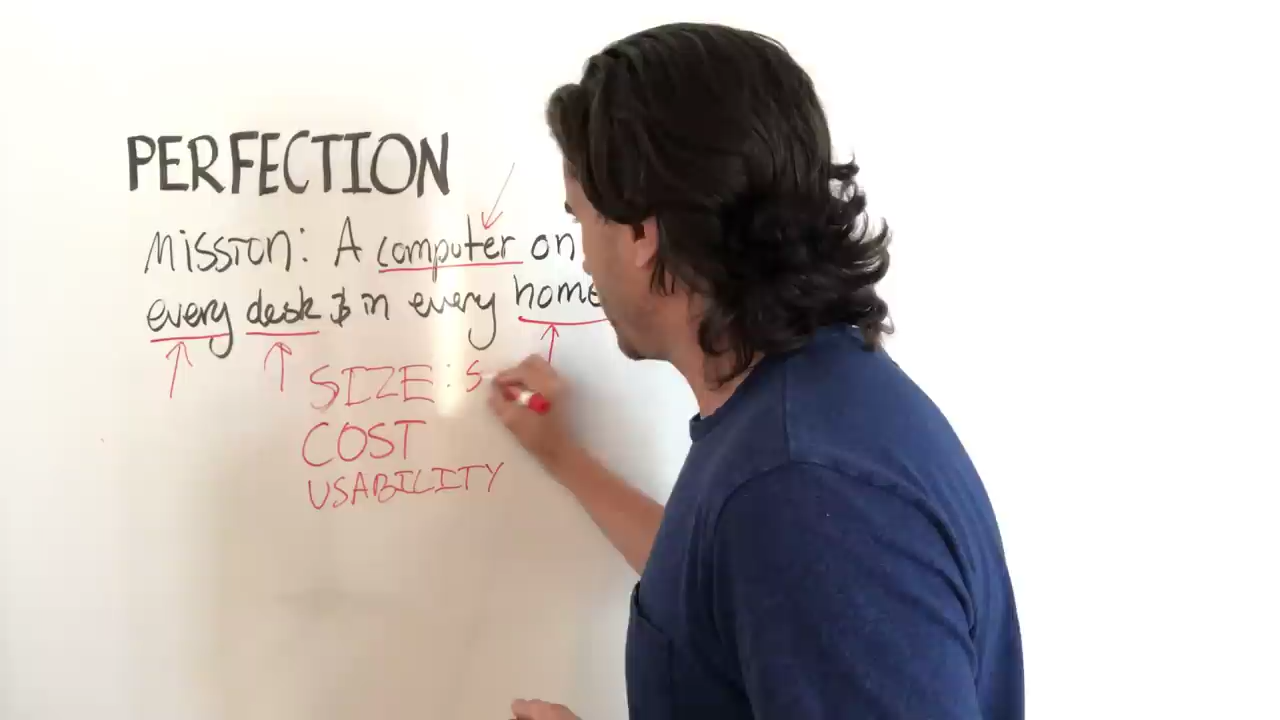 PERFECTION
Mission: A computer on
every desk & in every home
SIZE: S
COST
USABILITY